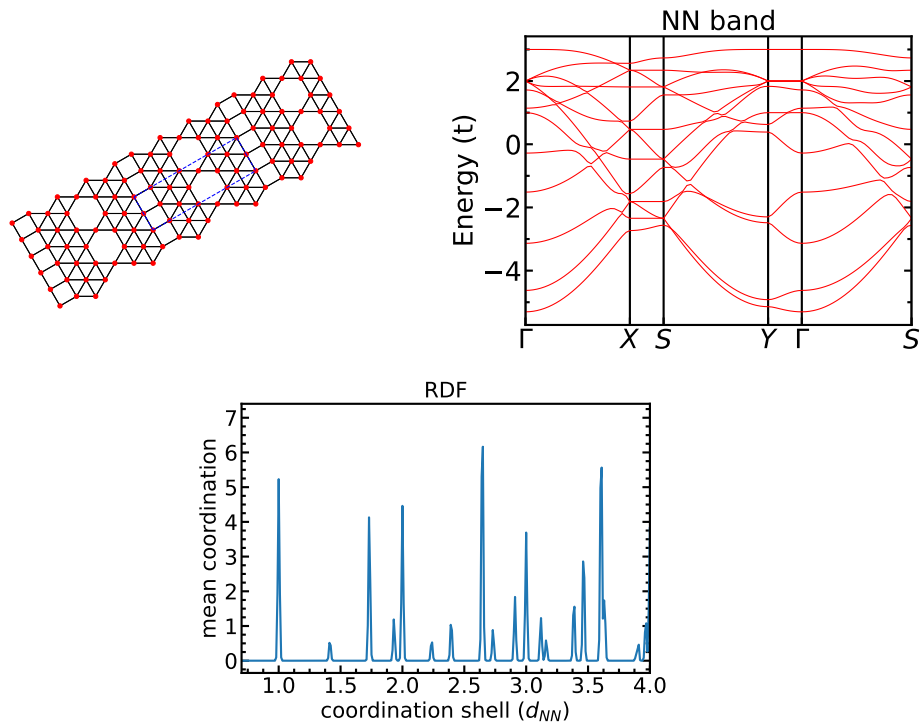 NN band
Energy (t)
2
0
−2
−4
Γ X S Y Γ S
RDF
mean coordination
7
6
5
4
3
2
1
0
1.0 1.5 2.0 2.5 3.0 3.5 4.0
coordination shell (d_NN)